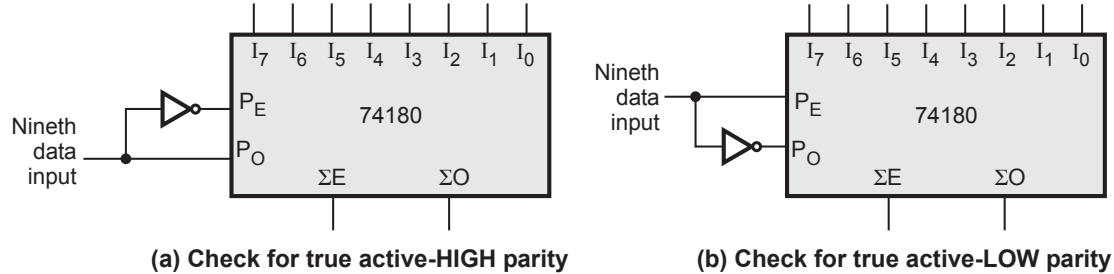 I7 I6 I5 I4 I3 I2 I1 I0
PE
74180
Nineth
data
input
PO
ΣE ΣO
(a) Check for true active-HIGH parity
I7 I6 I5 I4 I3 I2 I1 I0
Nineth
data
input
PE
74180
PO
ΣE ΣO
(b) Check for true active-LOW parity